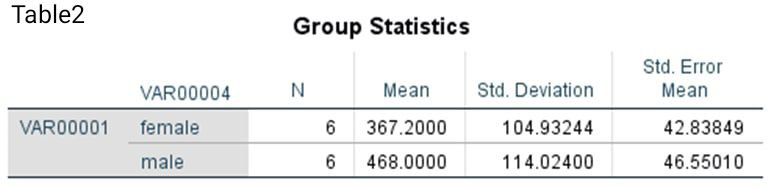 Table2
Group Statistics
VAR00004 N Mean Std. Deviation Std. Error Mean
VAR00001 female 6 367.2000 104.93244 42.83849
male 6 468.0000 114.02400 46.55010